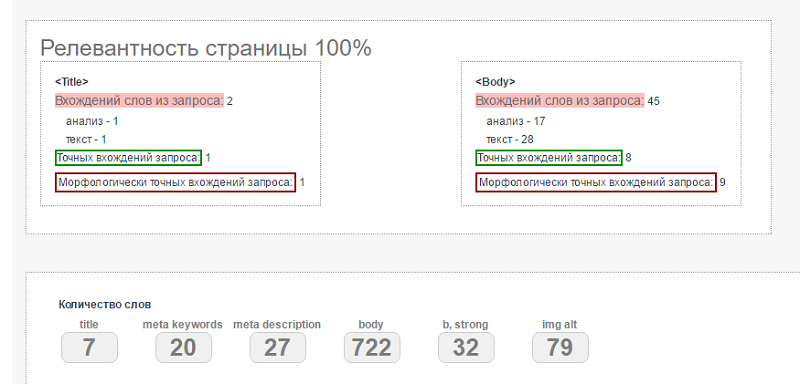 Релевантность страницы 100%
<Title>
Вхождений слов из запроса: 2
анализ - 1
текст - 1
Точных вхождений запроса: 1
Морфологически точных вхождений запроса: 1
<Body>
Вхождений слов из запроса: 45
анализ - 17
текст - 28
Точных вхождений запроса: 8
Морфологически точных вхождений запроса: 9
Количество слов
title meta keywords meta description body b, strong img alt
7 20 27 722 32 79